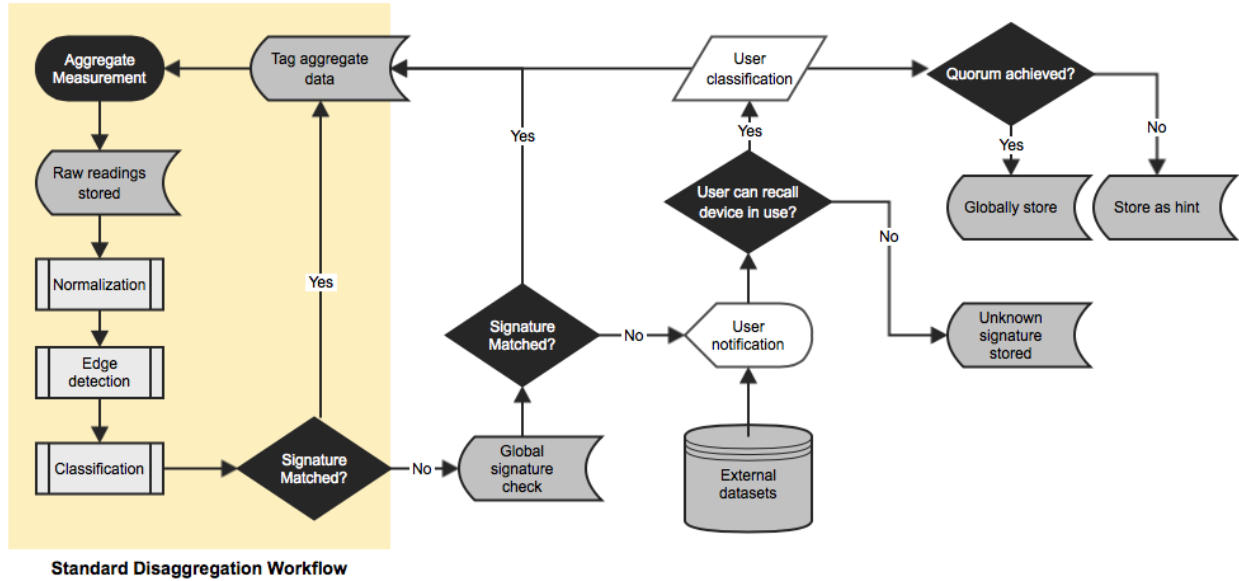 Aggregate
Measurement
Tag aggregate
data
User
classification
Quorum achieved?
Yes
Yes
Yes
No
Raw readings
stored
User can recall
device in use?
Globally store
Store as hint
No
Normalization
Yes
Signature
Matched?
No
User
notification
Unknown
signature
stored
Edge
detection
Classification
Signature
Matched?
No
Global
signature
check
External
datasets
Standard Disaggregation Workflow